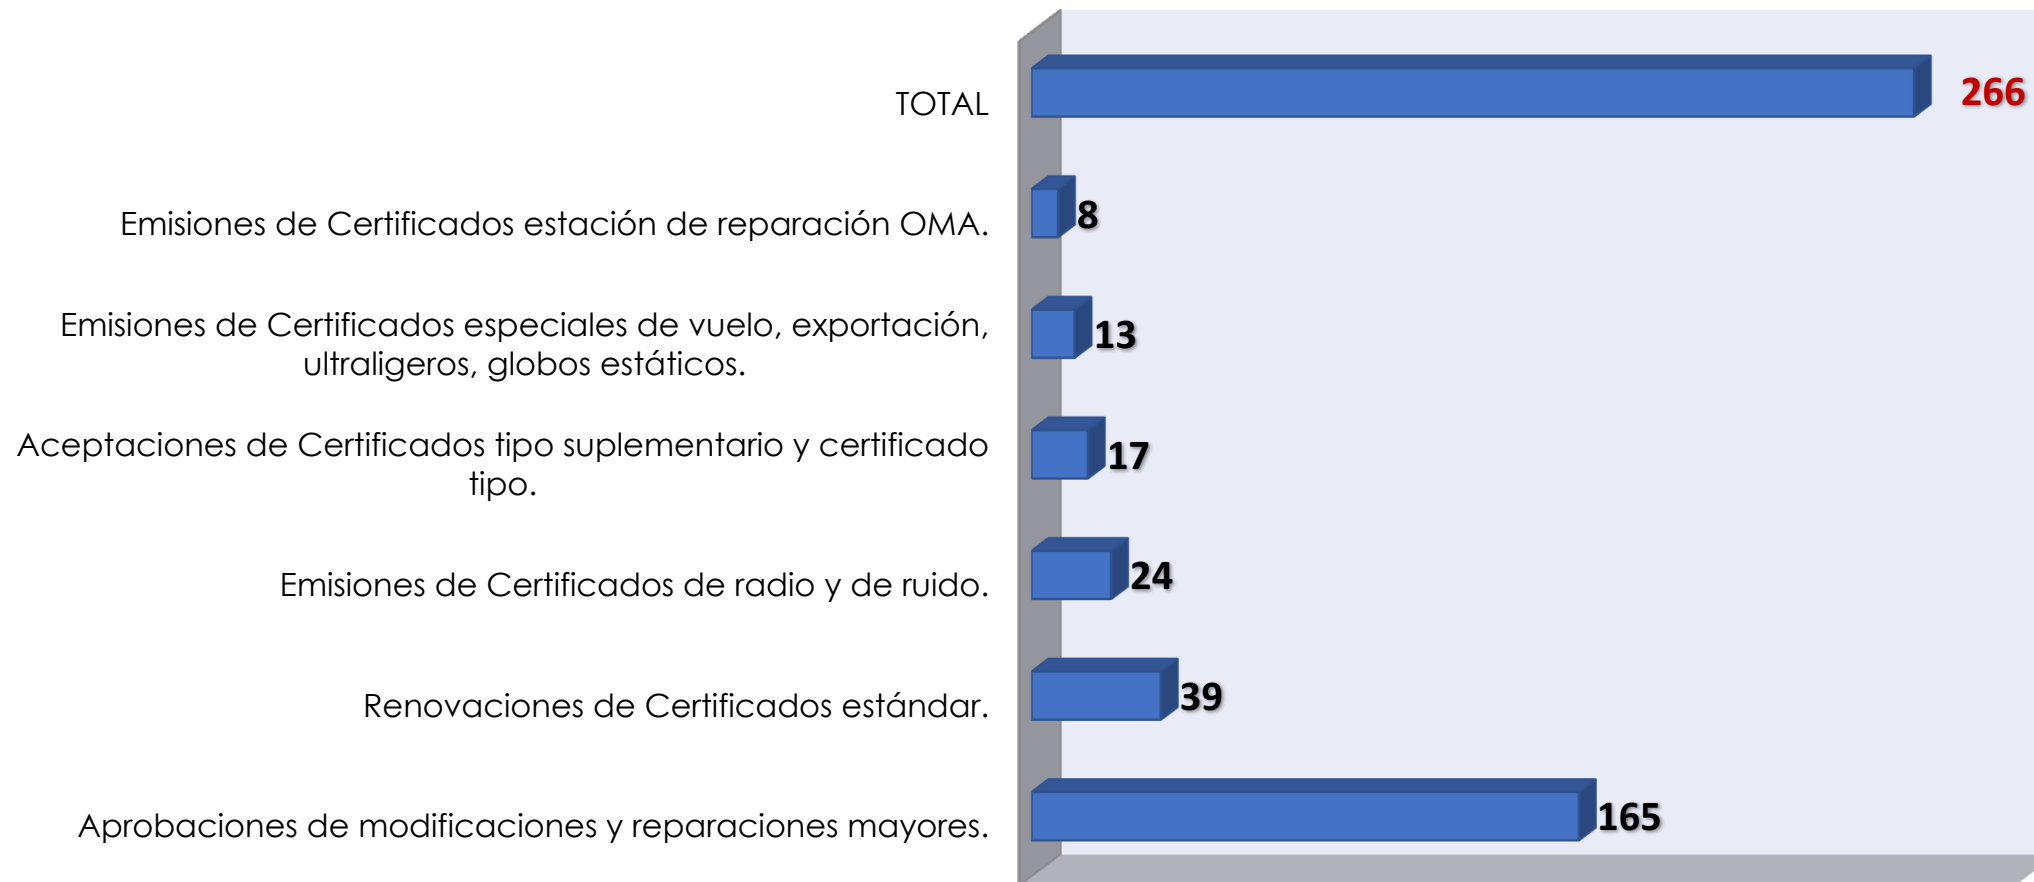 TOTAL
266
Emisiones de Certificados estación de reparación OMA.
8
Emisiones de Certificados especiales de vuelo, exportación,
ultraligeros, globos estáticos.
13
Aceptaciones de Certificados tipo suplementario y certificado
tipo.
17
Emisiones de Certificados de radio y de ruido.
24
Renovaciones de Certificados estándar.
39
Aprobaciones de modificaciones y reparaciones mayores.
165